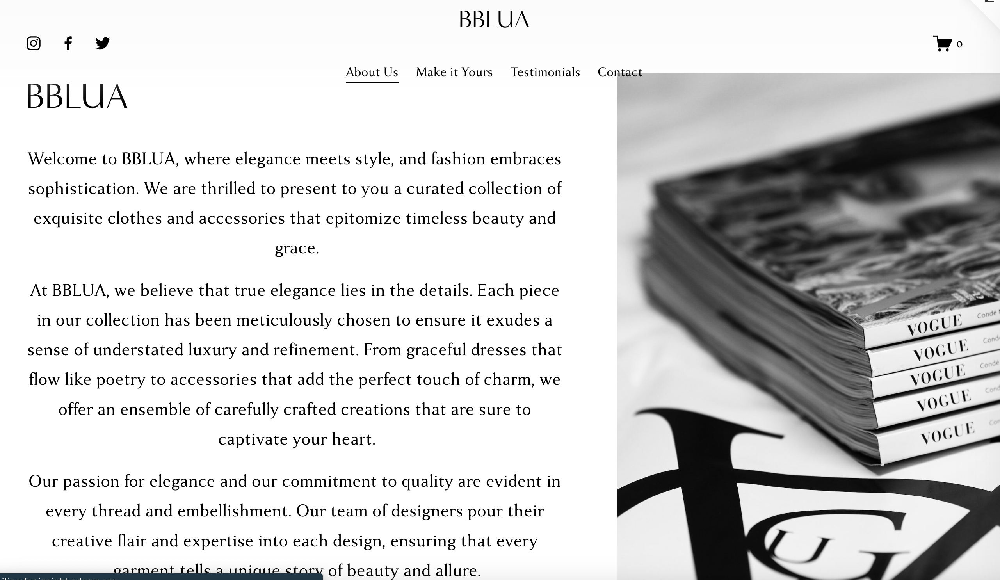 BBLUA
0
About Us Make it Yours Testimonials Contact
BBLUA
Welcome to BBLUA, where elegance meets style, and fashion embraces
sophistication. We are thrilled to present to you a curated collection of
exquisite clothes and accessories that epitomize timeless beauty and
grace.
At BBLUA, we believe that true elegance lies in the details. Each piece
in our collection has been meticulously chosen to ensure it exudes a
sense of understated luxury and refinement. From graceful dresses that
flow like poetry to accessories that add the perfect touch of charm, we
offer an ensemble of carefully crafted creations that are sure to
captivate your heart.
Our passion for elegance and our commitment to quality are evident in
every thread and embellishment. Our team of designers pour their
creative flair and expertise into each design, ensuring that every
garment tells a unique story of beauty and allure.
VOGUE Condé
VOGUE
VOGUE Condé
VOGUE
VOGUE